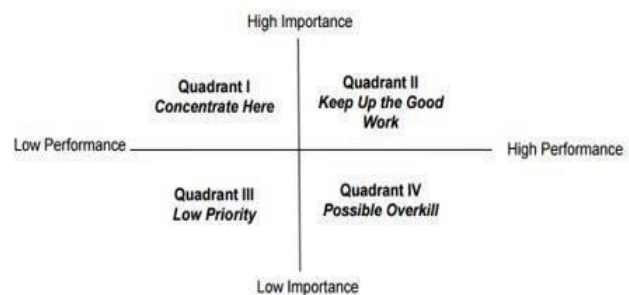 High Importance
Quadrant I
Concentrate Here
Quadrant II
Keep Up the Good
Work
Low Performance
High Performance
Quadrant III
Low Priority
Quadrant IV
Possible Overkill
Low Importance